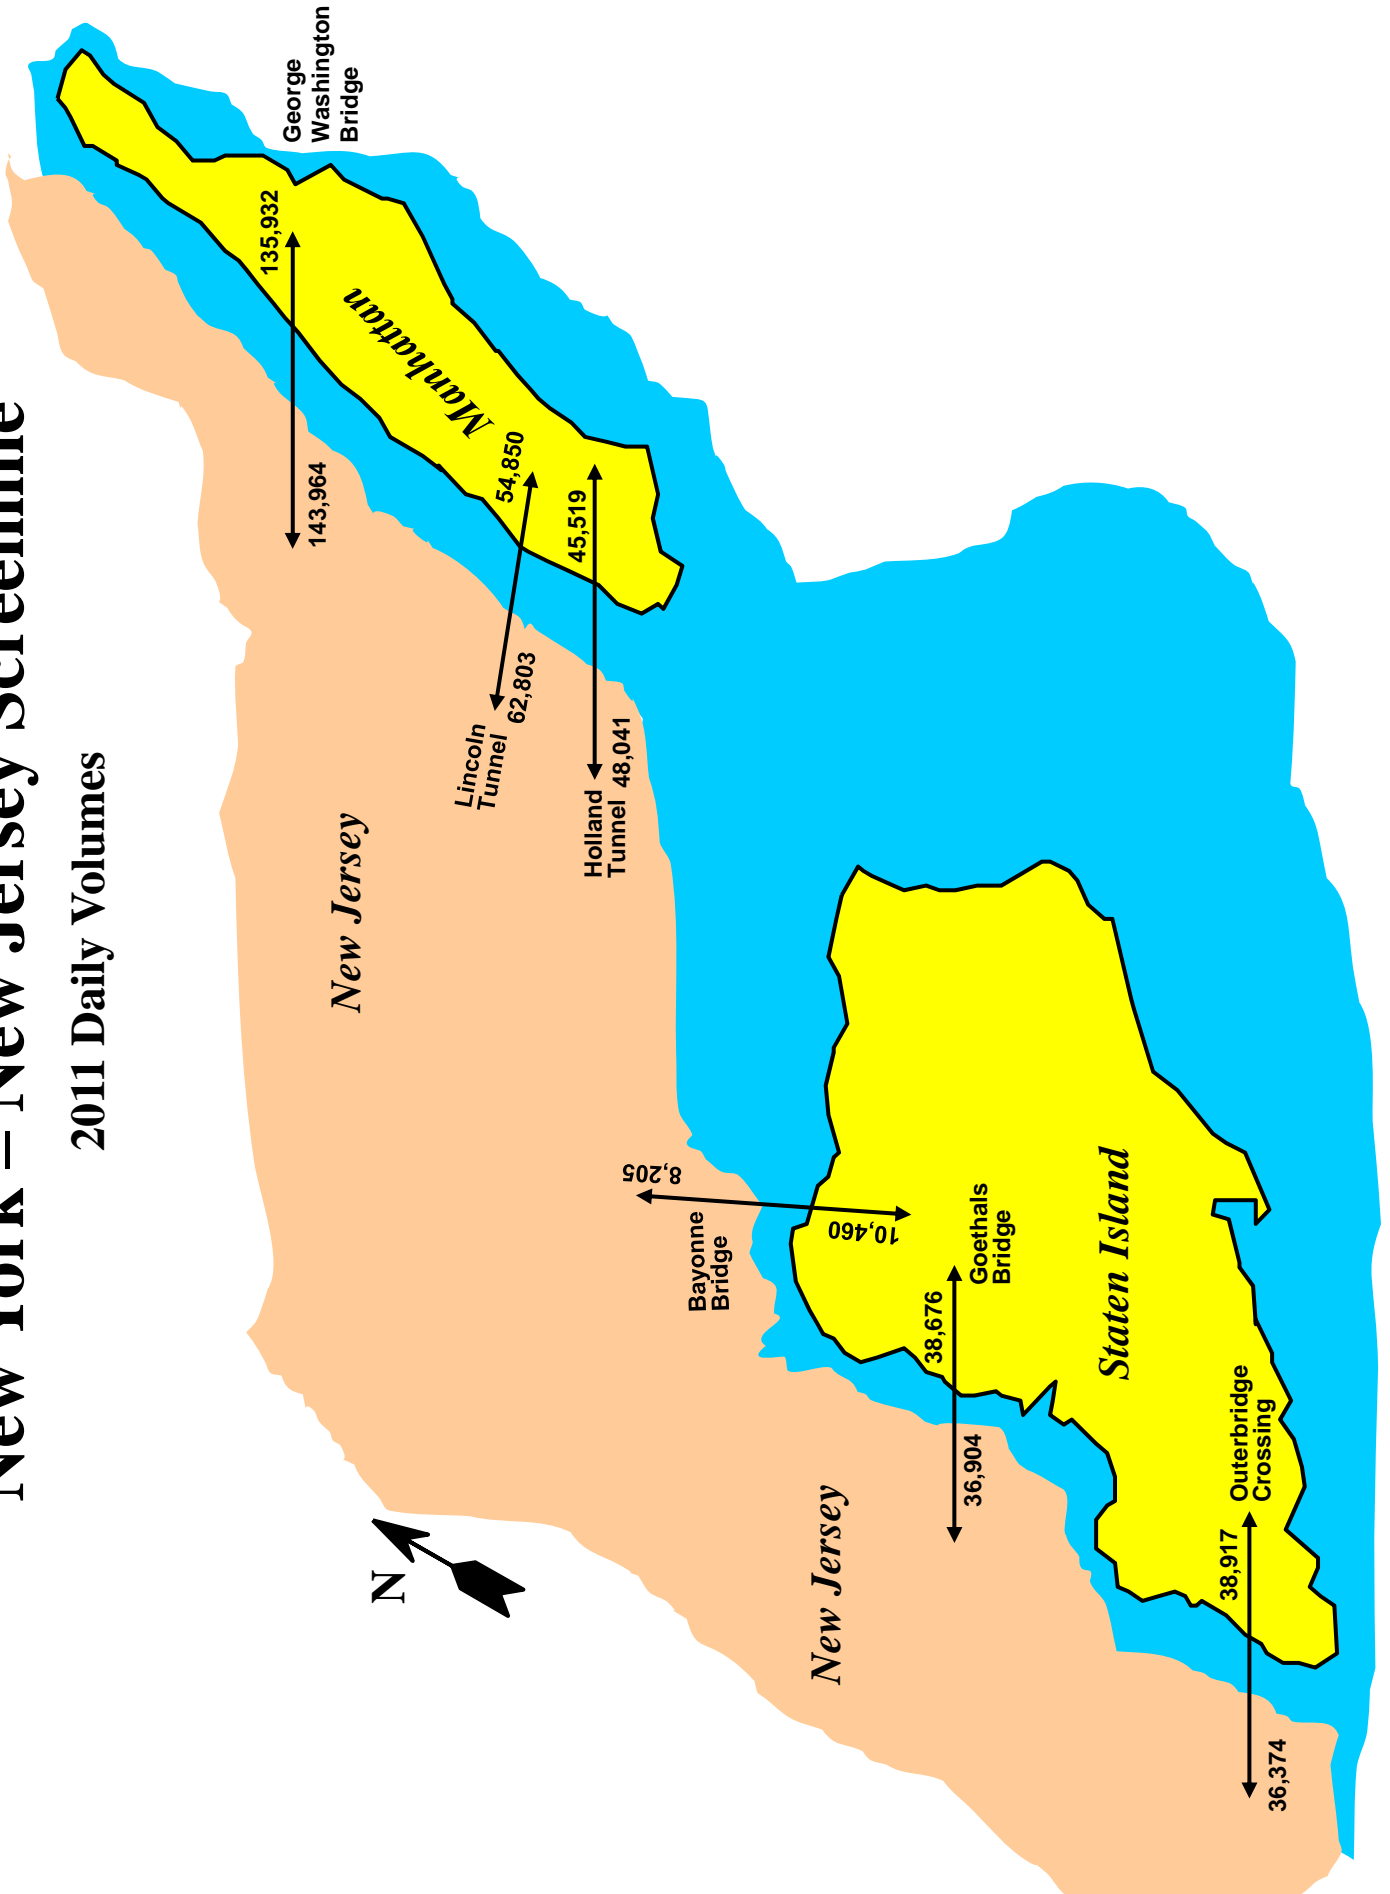 New York – New Jersey Screenline
2011 Daily Volumes
George
Washington
Bridge
135,932
143,964
Manhattan
54,850
Lincoln
Tunnel
62,803
45,519
Holland
Tunnel
48,041
New Jersey
8,205
Bayonne
Bridge
10,460
Goethals
Bridge
38,676
36,904
Staten Island
N
New Jersey
Outerbridge
Crossing
38,917
36,374